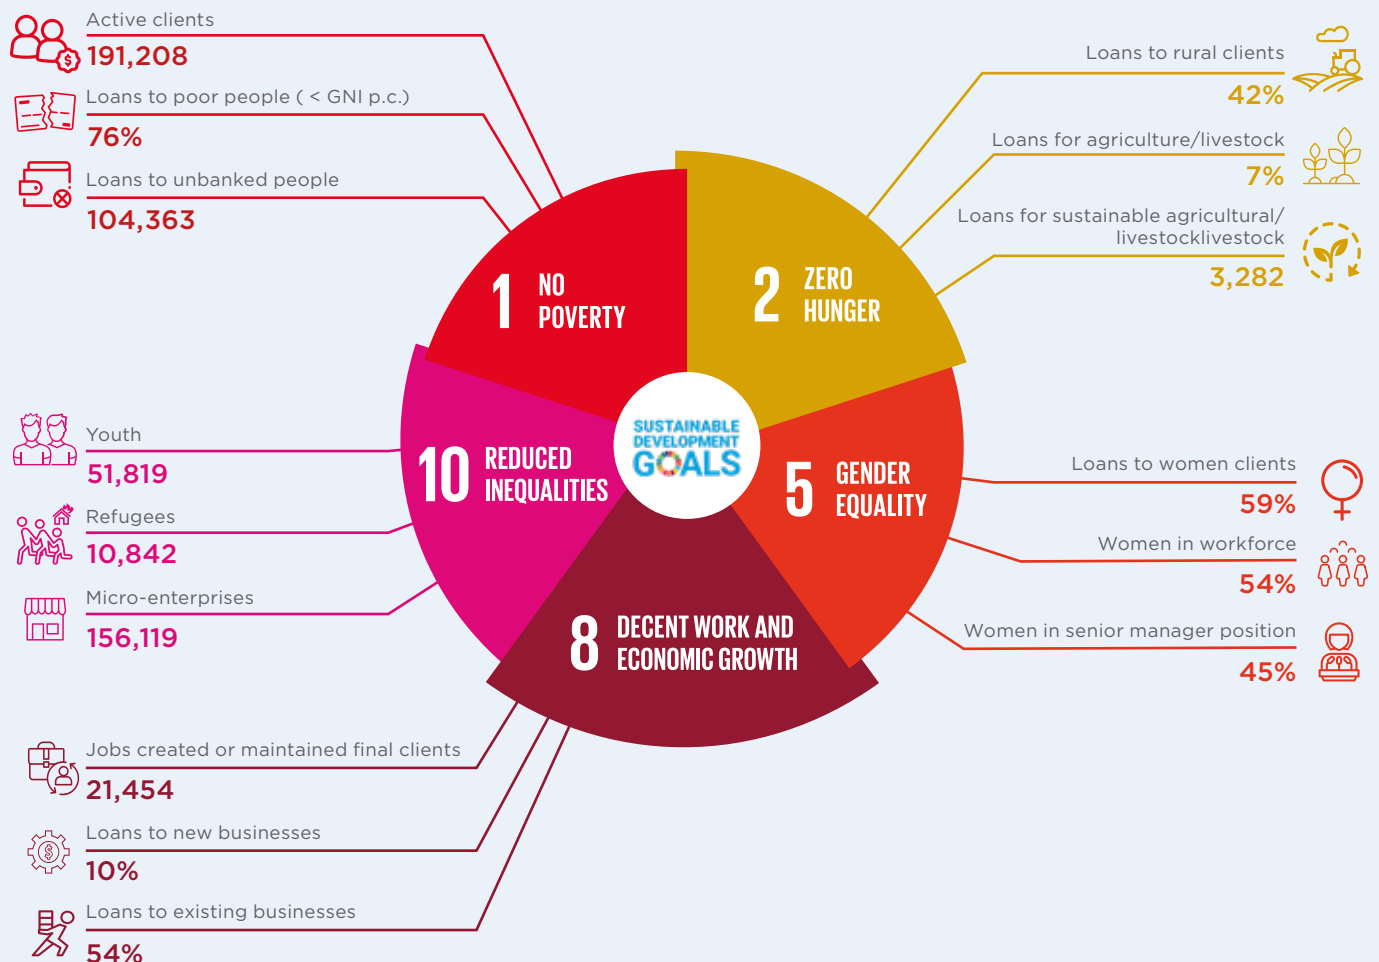 Active clients
191,208
Loans to poor people ( < GNI p.c.)
76%
Loans to unbanked people
104,363
Loans to rural clients
42%
Loans for agriculture/livestock
7%
Loans for sustainable agricultural/
livestocklivestock
3,282
1 NO
POVERTY
2 ZERO
HUNGER
SUSTAINABLE
DEVELOPMENT
GOALS
10 REDUCED
INEQUALITIES
5 GENDER
EQUALITY
8 DECENT WORK AND
ECONOMIC GROWTH
Youth
51,819
Refugees
10,842
Micro-enterprises
156,119
Loans to women clients
59%
Women in workforce
54%
Women in senior manager position
45%
Jobs created or maintained final clients
21,454
Loans to new businesses
10%
Loans to existing businesses
54%